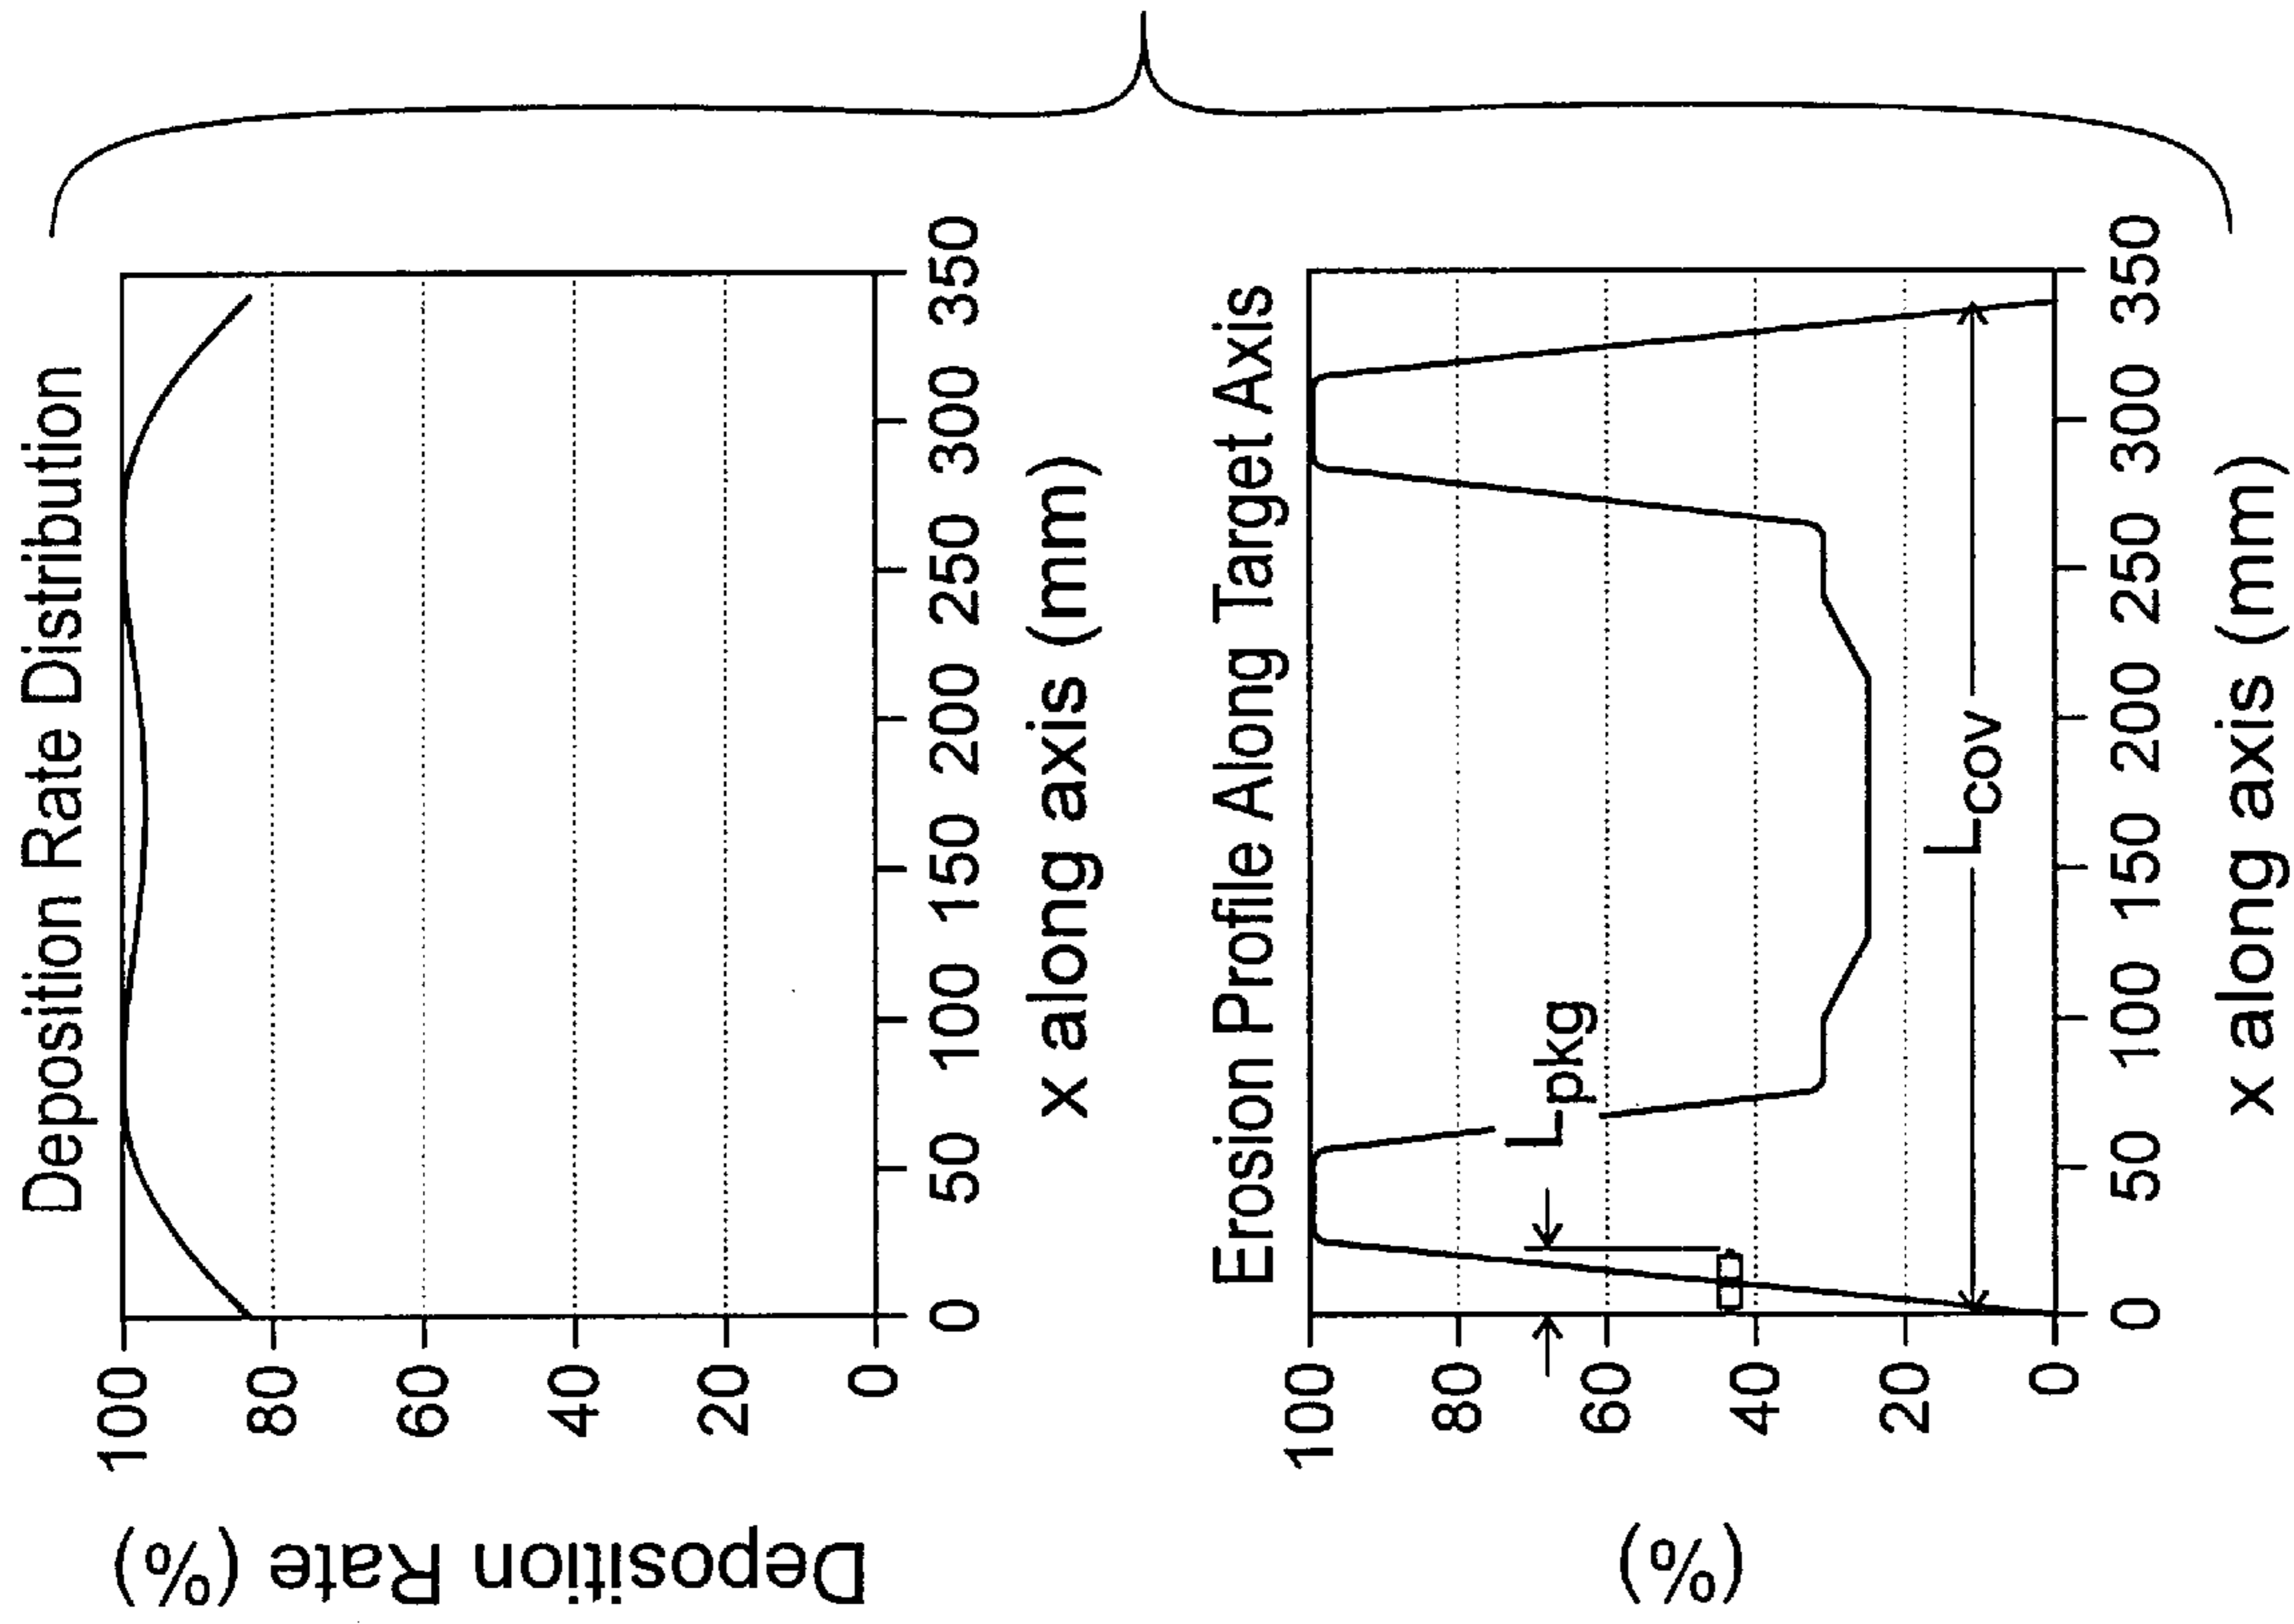 Deposition Rate Distribution
Deposition Rate (%)
100
80
60
40
20
0
0 50 100 150 200 250 300 350
x along axis (mm)
Erosion Profile Along Target Axis
(%)
100
80
60
40
20
0
Lpkg
Lcov
0 50 100 150 200 250 300 350
x along axis (mm)